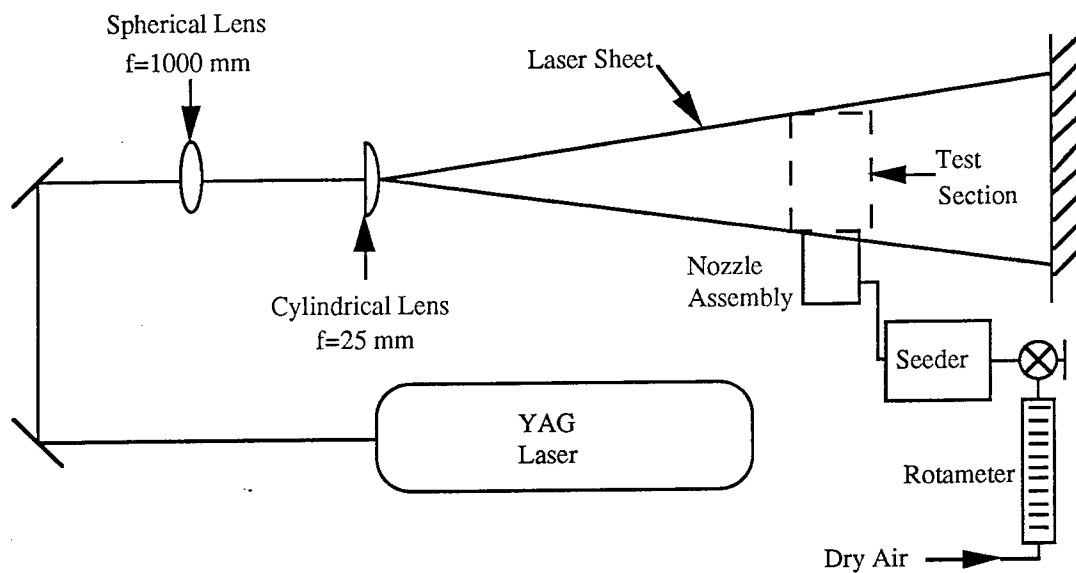 Spherical Lens
f=1000 mm
Laser Sheet
Test
Section
Nozzle
Assembly
Cylindrical Lens
f=25 mm
Seeder
YAG
Laser
Rotameter
Dry Air